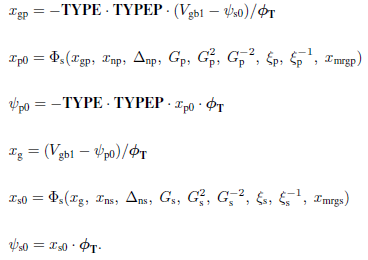 x_gp = −TYPE · TYPEP · (V_gb1 − ψ_s0)/ϕ_T
x_p0 = Φ_s(x_gp, x_np, Δ_np, G_p, G_p^2, G_p^−2, ξ_p, ξ_p^−1, x_mrgp)
ψ_p0 = −TYPE · TYPEP · x_p0 · ϕ_T
x_g = (V_gb1 − ψ_p0)/ϕ_T
x_s0 = Φ_s(x_g, x_ns, Δ_ns, G_s, G_s^2, G_s^−2, ξ_s, ξ_s^−1, x_mrgs)
ψ_s0 = x_s0 · ϕ_T.